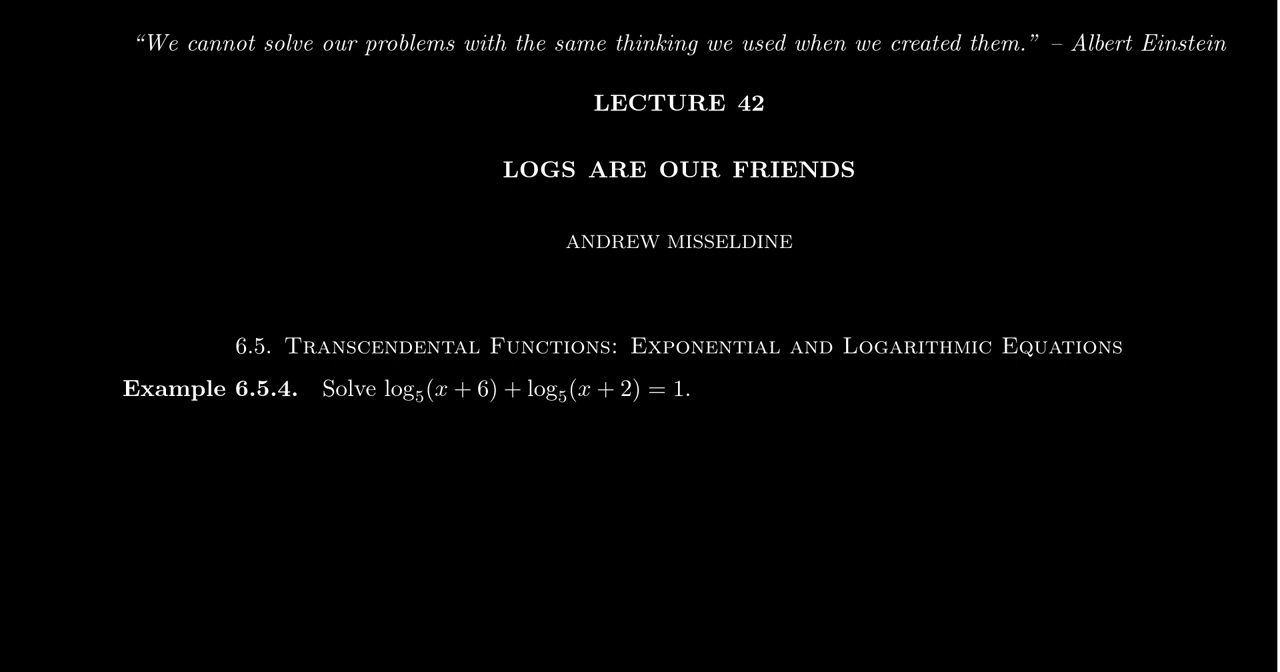 “We cannot solve our problems with the same thinking we used when we created them.” – Albert Einstein
LECTURE 42
LOGS ARE OUR FRIENDS
ANDREW MISSELDINE
6.5. Transcendental Functions: Exponential and Logarithmic Equations
Example 6.5.4. Solve log₅(x + 6) + log₅(x + 2) = 1.